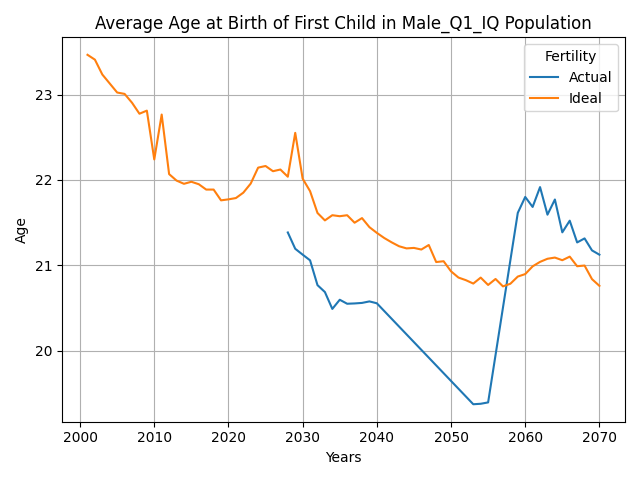 Average Age at Birth of First Child in Male_Q1_IQ Population
Fertility
Actual
Ideal
23
22
21
20
Age
2000 2010 2020 2030 2040 2050 2060 2070
Years